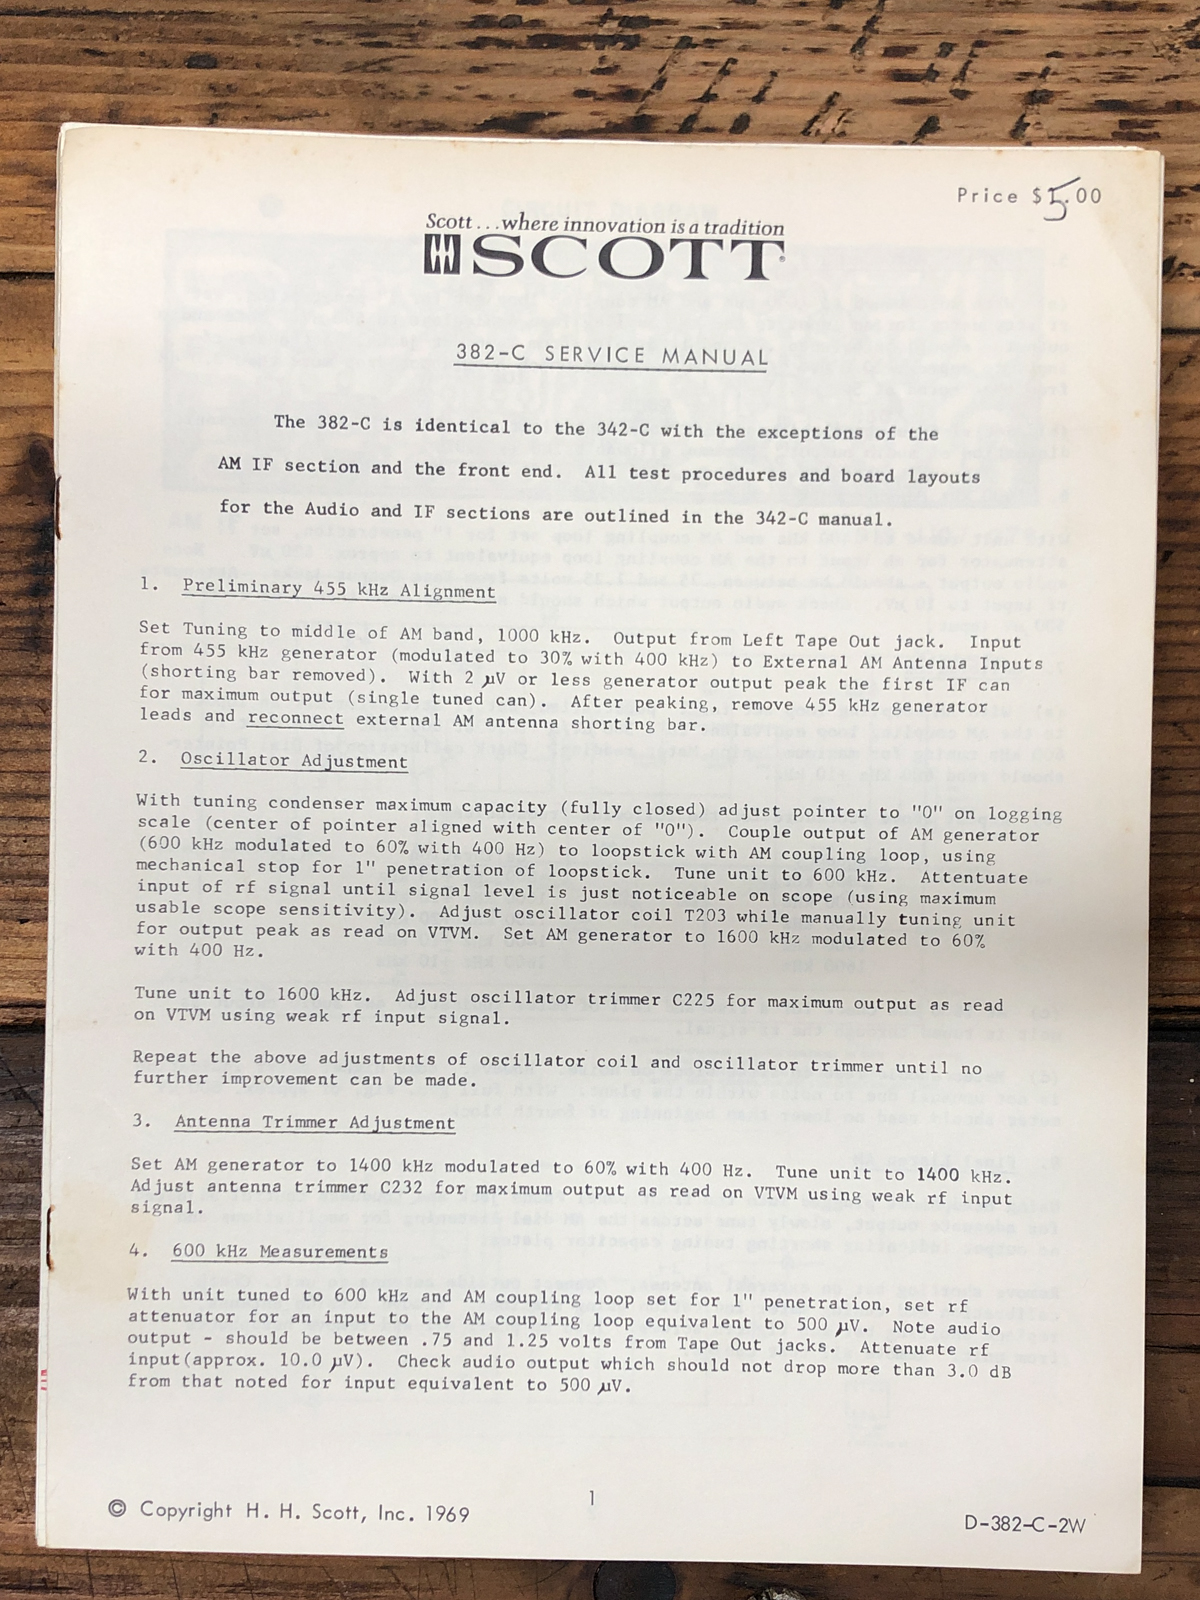 Price $5.00
Scott...where innovation is a tradition
SCOTT®
382-C SERVICE MANUAL
The 382-C is identical to the 342-C with the exceptions of the
AM IF section and the front end. All test procedures and board layouts
for the Audio and IF sections are outlined in the 342-C manual.
1. Preliminary 455 kHz Alignment
Set Tuning to middle of AM band, 1000 kHz. Output from Left Tape Out jack. Input
from 455 kHz generator (modulated to 30% with 400 kHz) to External AM Antenna Inputs
(shorting bar removed). With 2 µV or less generator output peak the first IF can
for maximum output (single tuned can). After peaking, remove 455 kHz generator
leads and reconnect external AM antenna shorting bar.
2. Oscillator Adjustment
With tuning condenser maximum capacity (fully closed) adjust pointer to "0" on logging
scale (center of pointer aligned with center of "0"). Couple output of AM generator
(600 kHz modulated to 60% with 400 Hz) to loopstick with AM coupling loop, using
mechanical stop for 1" penetration of loopstick. Tune unit to 600 kHz. Attentuate
input of rf signal until signal level is just noticeable on scope (using maximum
usable scope sensitivity). Adjust oscillator coil T203 while manually tuning unit
for output peak as read on VTVM. Set AM generator to 1600 kHz modulated to 60%
with 400 Hz.
Tune unit to 1600 kHz. Adjust oscillator trimmer C225 for maximum output as read
on VTVM using weak rf input signal.
Repeat the above adjustments of oscillator coil and oscillator trimmer until no
further improvement can be made.
3. Antenna Trimmer Adjustment
Set AM generator to 1400 kHz modulated to 60% with 400 Hz. Tune unit to 1400 kHz.
Adjust antenna trimmer C232 for maximum output as read on VTVM using weak rf input
signal.
4. 600 kHz Measurements
With unit tuned to 600 kHz and AM coupling loop set for 1" penetration, set rf
attenuator for an input to the AM coupling loop equivalent to 500 µV. Note audio
output - should be between .75 and 1.25 volts from Tape Out jacks. Attenuate rf
input(approx. 10.0 µV). Check audio output which should not drop more than 3.0 dB
from that noted for input equivalent to 500 µV.
© Copyright H. H. Scott, Inc. 1969
1
D-382-C-2W